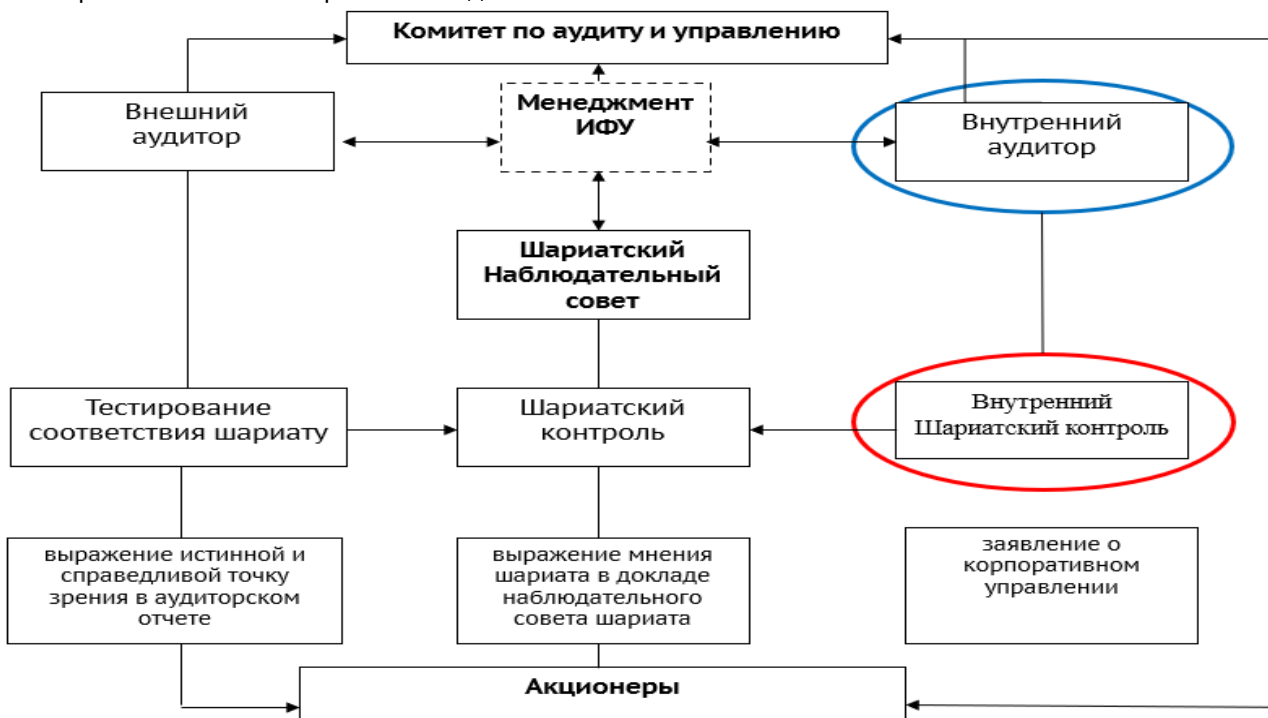 Комитет по аудиту и управлению
Внешний
аудитор
Менеджмент
ИФУ
Внутренний
аудитор
Шариатский
Наблюдательный
совет
Тестирование
соответствия шариату
Шариатский
контроль
Внутренний
Шариатский контроль
выражение истинной и
справедливой точку
зрения в аудиторском
отчете
выражение мнения
шариата в докладе
наблюдательного
совета шариата
заявление о
корпоративном
управлении
Акционеры